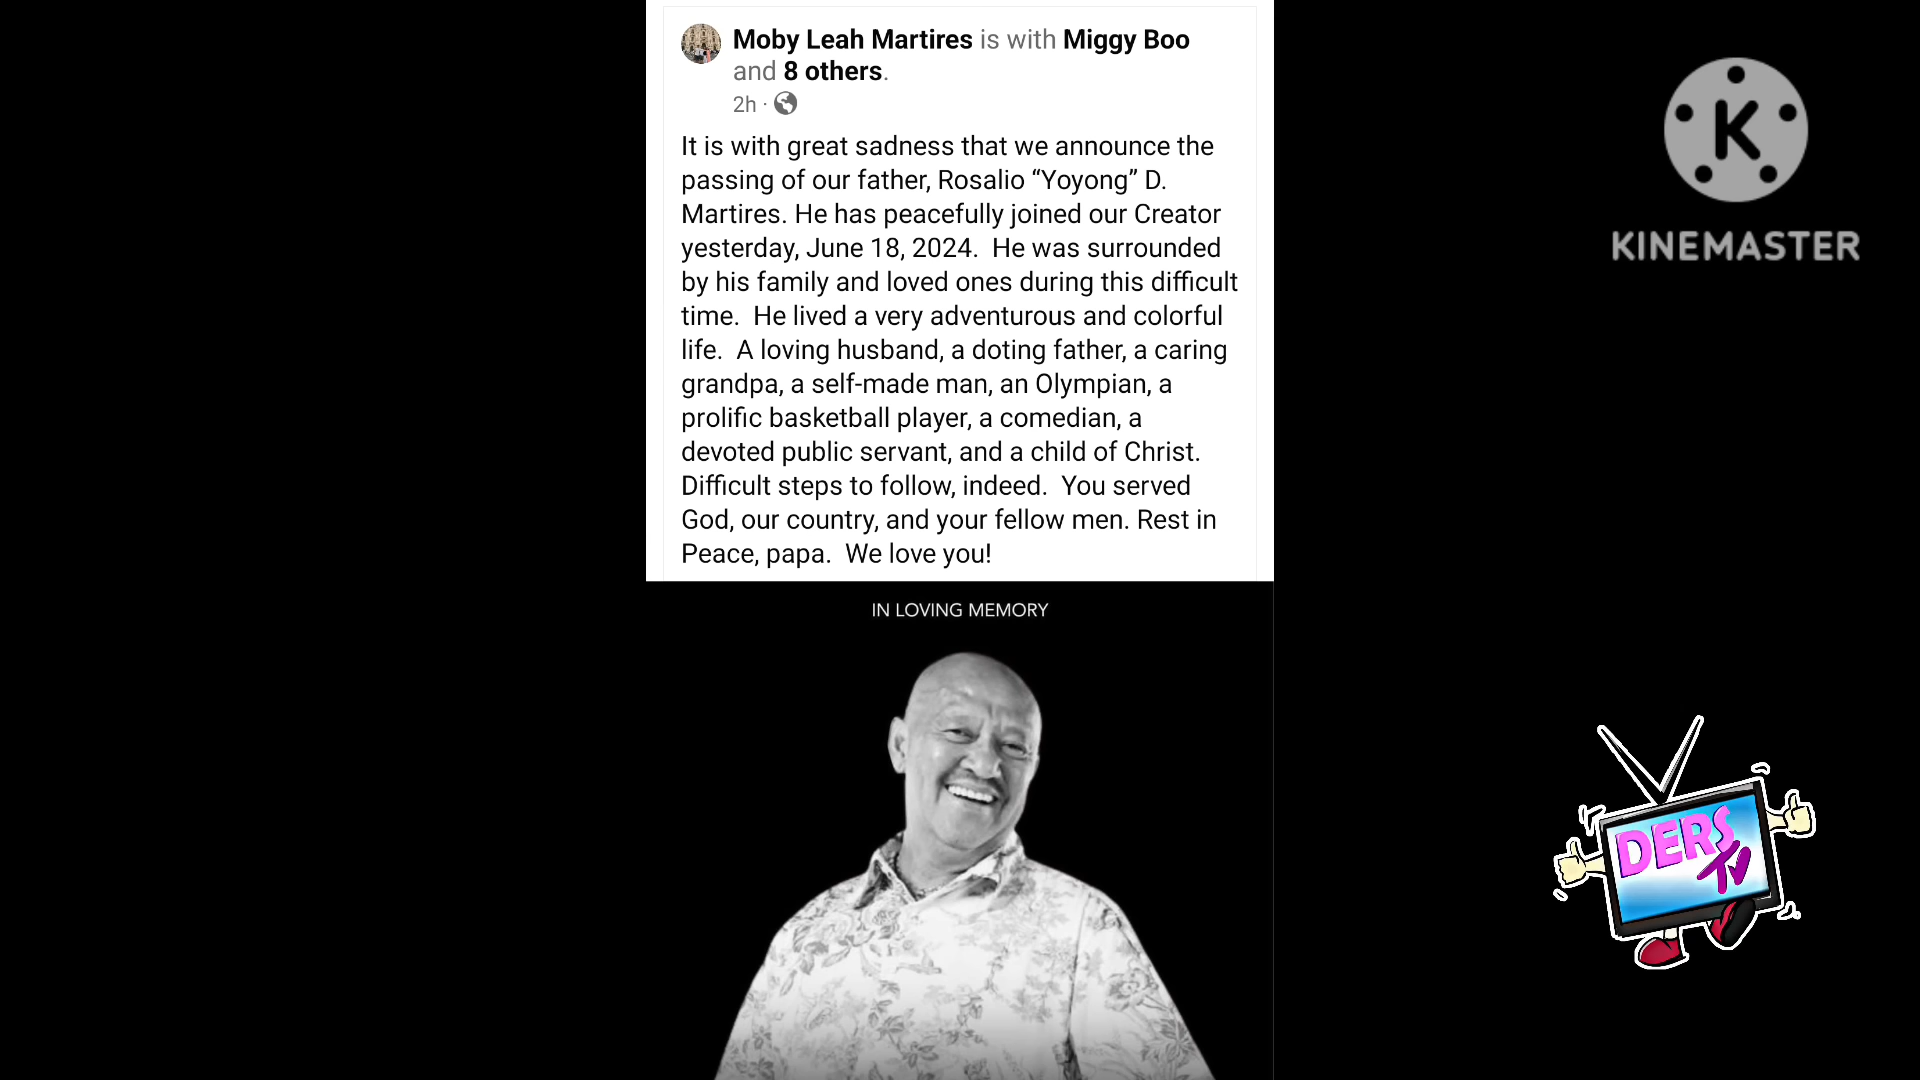 Moby Leah Martires is with Miggy Boo
and 8 others.
2h ·
It is with great sadness that we announce the
passing of our father, Rosalio “Yoyong” D.
Martires. He has peacefully joined our Creator
yesterday, June 18, 2024.  He was surrounded
by his family and loved ones during this difficult
time.  He lived a very adventurous and colorful
life.  A loving husband, a doting father, a caring
grandpa, a self-made man, an Olympian, a
prolific basketball player, a comedian, a
devoted public servant, and a child of Christ.
Difficult steps to follow, indeed.  You served
God, our country, and your fellow men. Rest in
Peace, papa.  We love you!
IN LOVING MEMORY
K
KINEMASTER
DERS
TV